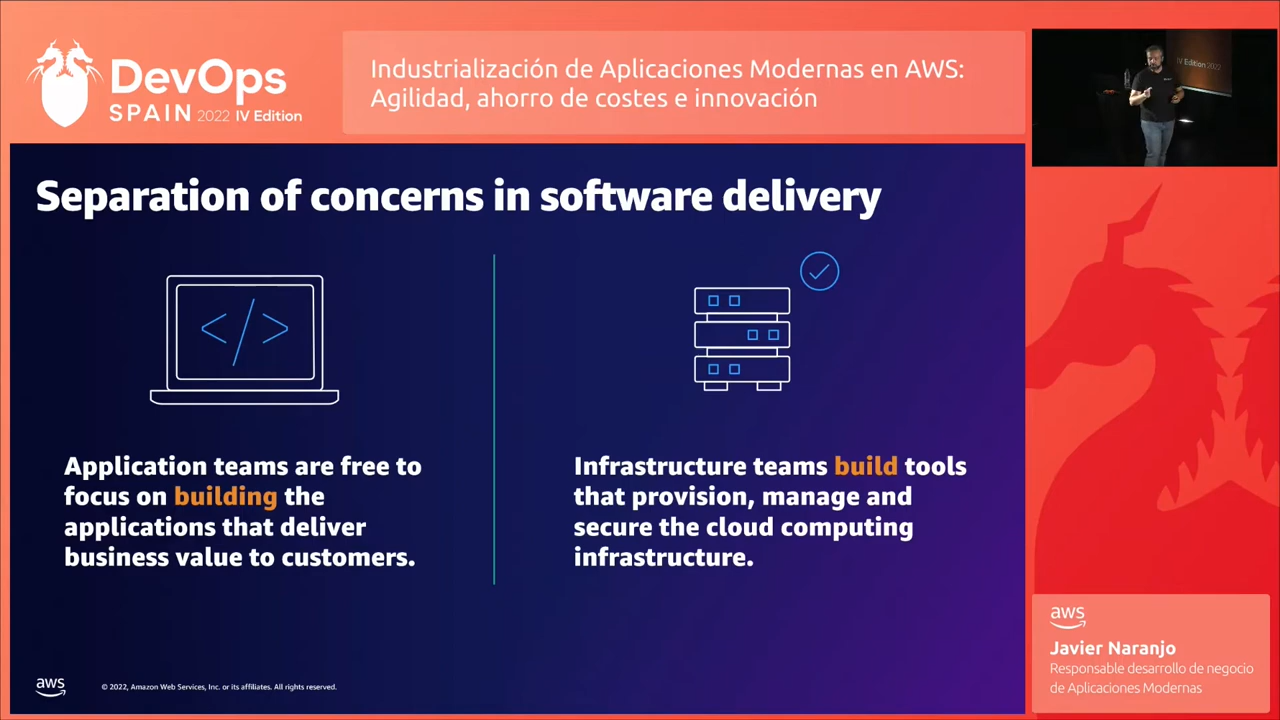 DevOps
SPAIN 2022 IV Edition
Industrialización de Aplicaciones Modernas en AWS:
Agilidad, ahorro de costes e innovación
IV Edition 2022
Separation of concerns in software delivery
</>
Application teams are free to
focus on building the
applications that deliver
business value to customers.
Infrastructure teams build tools
that provision, manage and
secure the cloud computing
infrastructure.
aws
© 2022, Amazon Web Services, Inc. or its affiliates. All rights reserved.
aws
Javier Naranjo
Responsable desarrollo de negocio
de Aplicaciones Modernas